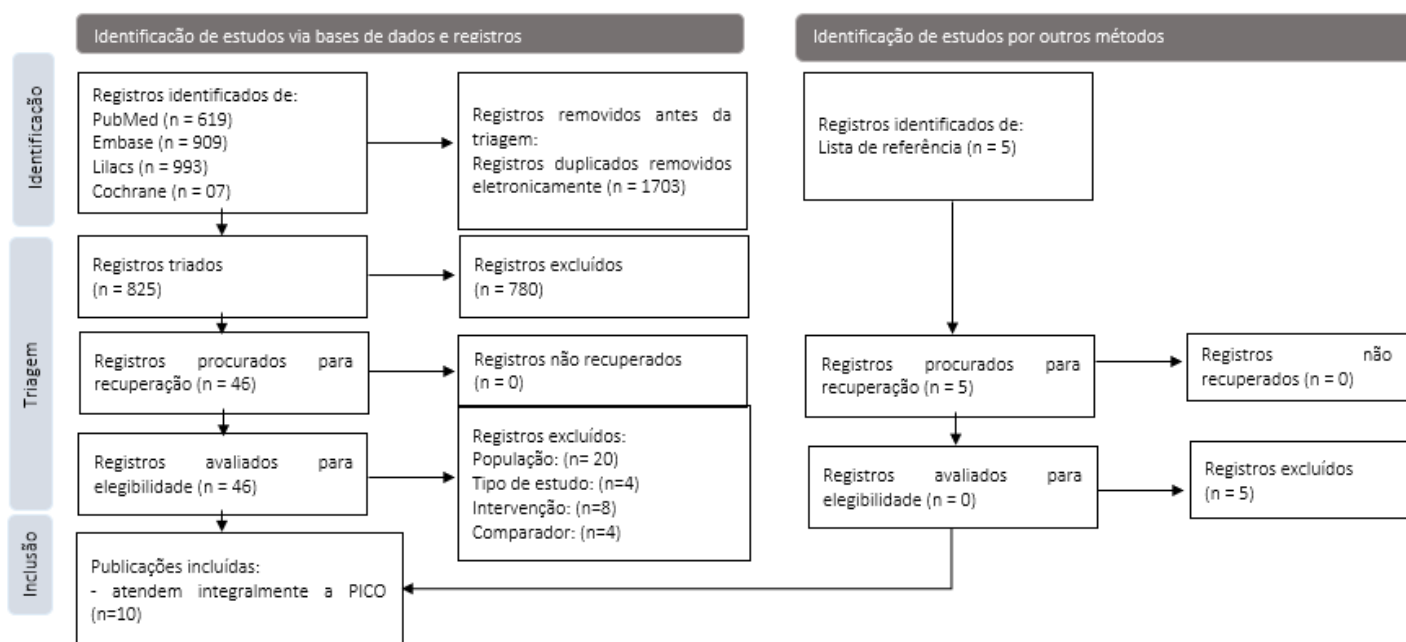 Identificação de estudos via bases de dados e registros
Identificação de estudos por outros métodos
Identificação
Registros identificados de:
PubMed (n = 619)
Embase (n = 909)
Lilacs (n = 993)
Cochrane (n = 07)
Registros removidos antes da
triagem:
Registros duplicados removidos
eletronicamente (n = 1703)
Registros identificados de:
Lista de referência (n = 5)
Triagem
Registros triados
(n = 825)
Registros excluídos
(n = 780)
Registros procurados para
recuperação (n = 46)
Registros não recuperados
(n = 0)
Registros procurados para
recuperação (n = 5)
Registros não
recuperados (n = 0)
Registros avaliados para
elegibilidade (n = 46)
Registros excluídos:
População: (n= 20)
Tipo de estudo: (n=4)
Intervenção: (n=8)
Comparador: (n=4)
Registros avaliados para
elegibilidade (n = 0)
Registros excluídos
(n = 5)
Inclusão
Publicações incluídas:
- atendem integralmente a PICO
(n=10)